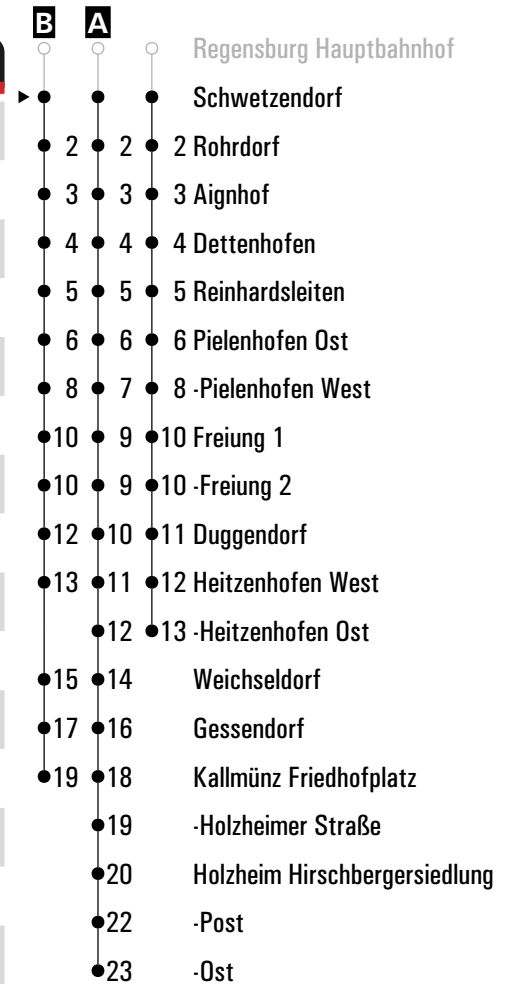 B A
Regensburg Hauptbahnhof
Schwetzendorf
2 2 2 Rohrdorf
3 3 3 Aignhof
4 4 4 Dettenhofen
5 5 5 Reinhardsleiten
6 6 6 Pielenhofen Ost
8 7 8 -Pielenhofen West
10 9 10 Freiung 1
10 9 10 -Freiung 2
12 10 11 Duggendorf
13 11 12 Heitzenhofen West
12 13 -Heitzenhofen Ost
15 14 Weichseldorf
17 16 Gessendorf
19 18 Kallmünz Friedhofplatz
19 -Holzheimer Straße
20 Holzheim Hirschbergersiedlung
22 -Post
23 -Ost